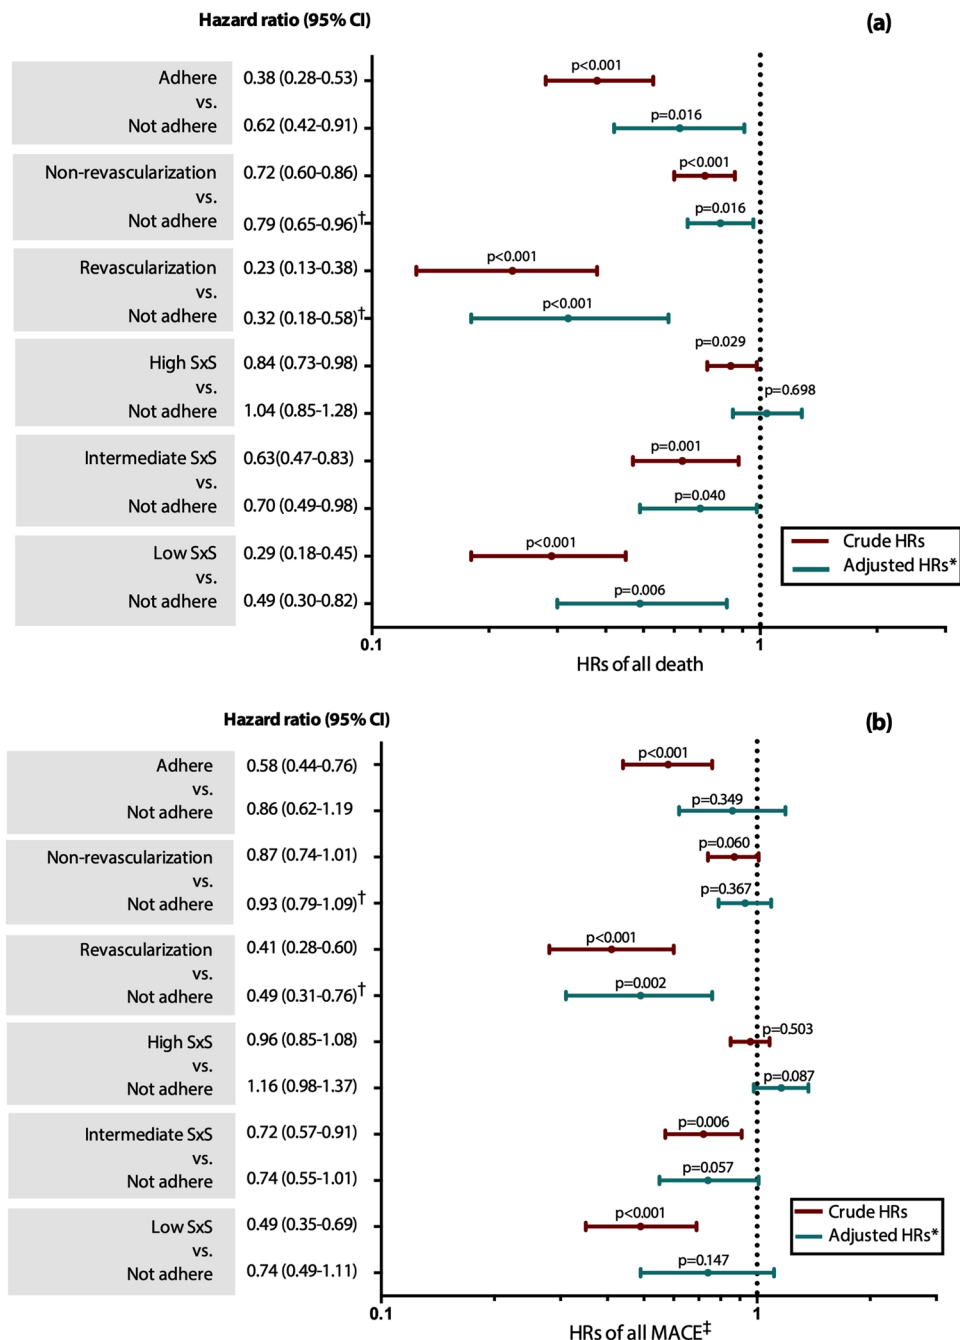 Hazard ratio (95% CI)
(a)
Adhere 0.38 (0.28-0.53) p<0.001
vs.
Not adhere 0.62 (0.42-0.91) p=0.016
Non-revascularization 0.72 (0.60-0.86) p<0.001
vs.
Not adhere 0.79 (0.65-0.96)† p=0.016
Revascularization 0.23 (0.13-0.38) p<0.001
vs.
Not adhere 0.32 (0.18-0.58)† p<0.001
High SxS 0.84 (0.73-0.98) p=0.029
vs.
Not adhere 1.04 (0.85-1.28) p=0.698
Intermediate SxS 0.63(0.47-0.83) p=0.001
vs.
Not adhere 0.70 (0.49-0.98) p=0.040
Low SxS 0.29 (0.18-0.45) p<0.001
vs.
Not adhere 0.49 (0.30-0.82) p=0.006
Crude HRs
Adjusted HRs*
0.1 1
HRs of all death
Hazard ratio (95% CI)
(b)
Adhere 0.58 (0.44-0.76) p<0.001
vs.
Not adhere 0.86 (0.62-1.19 p=0.349
Non-revascularization 0.87 (0.74-1.01) p=0.060
vs.
Not adhere 0.93 (0.79-1.09)† p=0.367
Revascularization 0.41 (0.28-0.60) p<0.001
vs.
Not adhere 0.49 (0.31-0.76)† p=0.002
High SxS 0.96 (0.85-1.08) p=0.503
vs.
Not adhere 1.16 (0.98-1.37) p=0.087
Intermediate SxS 0.72 (0.57-0.91) p=0.006
vs.
Not adhere 0.74 (0.55-1.01) p=0.057
Low SxS 0.49 (0.35-0.69) p<0.001
vs.
Not adhere 0.74 (0.49-1.11) p=0.147
Crude HRs
Adjusted HRs*
0.1 1
HRs of all MACE‡